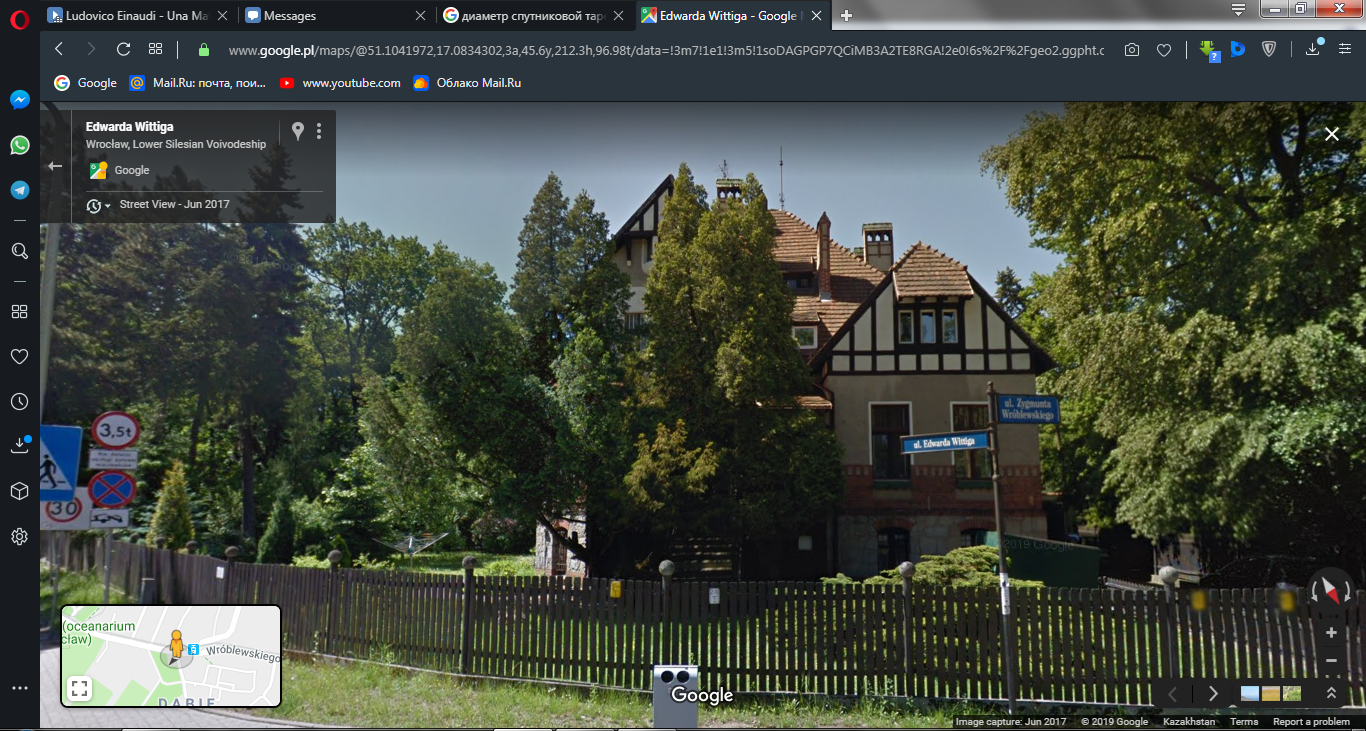 Ludovico Einaudi - Una Ma
Messages
диаметр спутниковой тар
Edwarda Wittiga - Google
www.google.pl/maps/@51.1041972,17.0834302,3a,45.6y,212.3h,96.98t/data=!3m7!1e1!3m5!1soDAGPGP7QCiMB3A2TE8RGA!2e0!6s%2F%2Fgeo2.ggpht.c
?
Google
Mail.Ru: почта, пои...
www.youtube.com
Облако Mail.Ru
Edwarda Wittiga
Wrocław, Lower Silesian Voivodeship
Google
Street View - Jun 2017
3,5t
30
ul. Zygmunta
Wróblewskiego
ul. Edwarda Wittiga
2019 Google
(oceanarium
cław)
Wróblewskiego
DĄBIE
Google
Image capture: Jun 2017
© 2019 Google
Kazakhstan
Terms
Report a problem